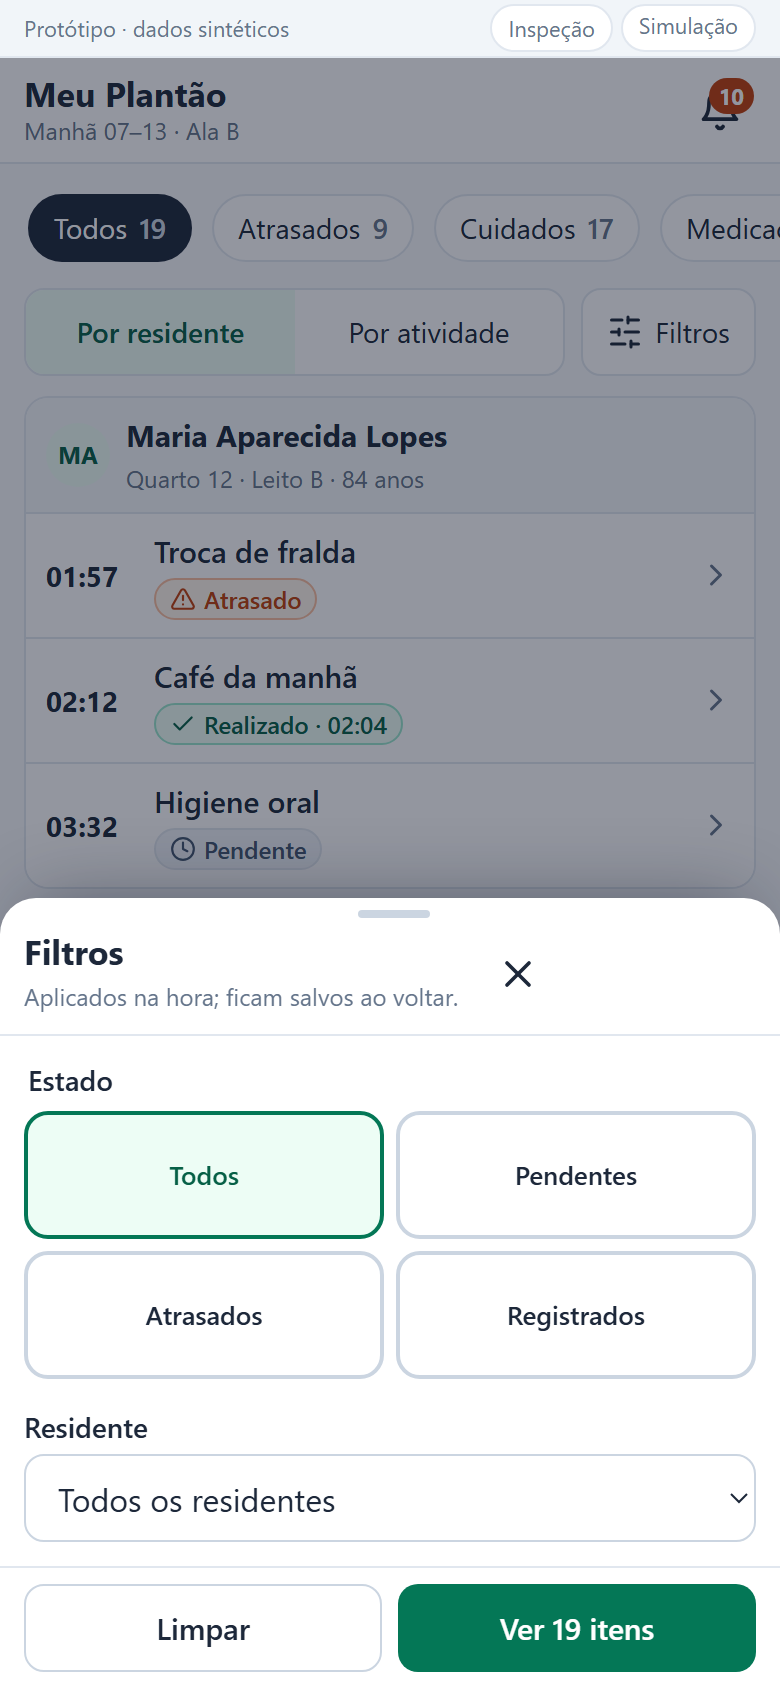 Protótipo · dados sintéticos
Inspeção
Simulação
Meu Plantão
Manhã 07–13 · Ala B
10
Todos 19
Atrasados 9
Cuidados 17
Por residente
Por atividade
Filtros
MA
Maria Aparecida Lopes
Quarto 12 · Leito B · 84 anos
01:57
Troca de fralda
Atrasado
02:12
Café da manhã
Realizado · 02:04
03:32
Higiene oral
Pendente
Filtros
Aplicados na hora; ficam salvos ao voltar.
Estado
Todos
Pendentes
Atrasados
Registrados
Residente
Todos os residentes
Limpar
Ver 19 itens